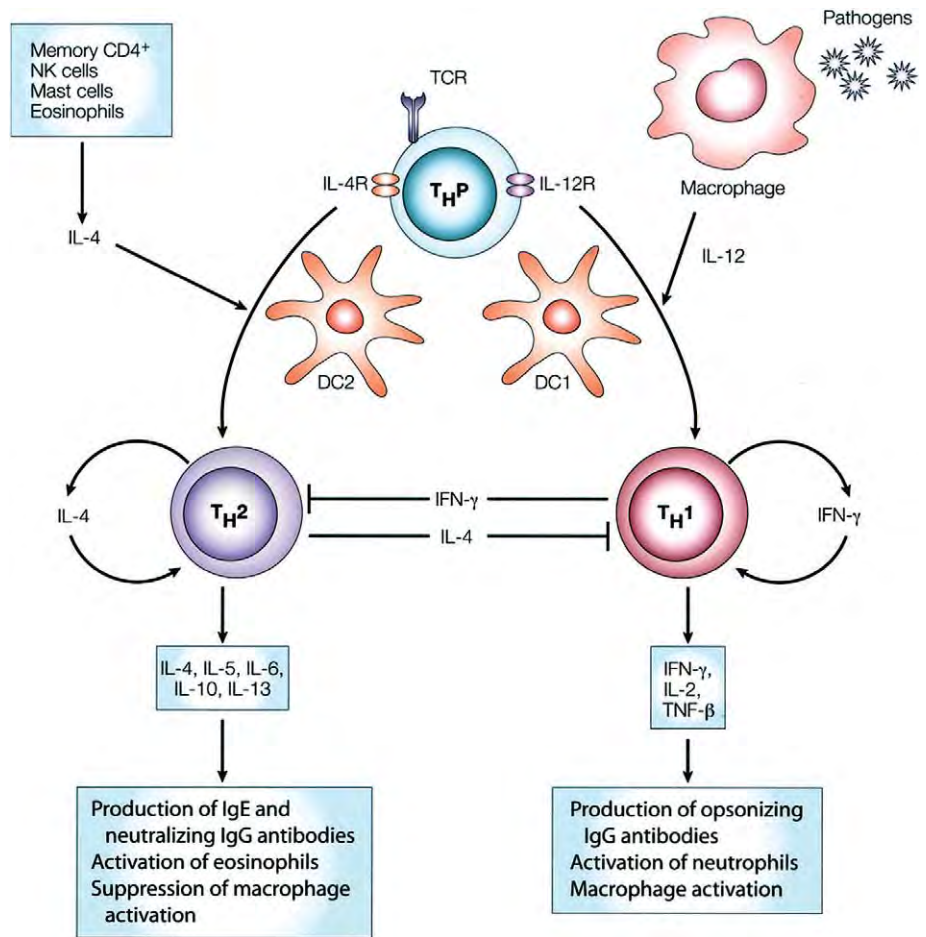 Memory CD4+
NK cells
Mast cells
Eosinophils
Pathogens
TCR
IL-4R
THP
IL-12R
Macrophage
IL-4
IL-12
DC2
DC1
IL-4
TH2
IFN-γ
IL-4
TH1
IFN-γ
IL-4, IL-5, IL-6,
IL-10, IL-13
IFN-γ,
IL-2,
TNF-β
Production of IgE and
neutralizing IgG antibodies
Activation of eosinophils
Suppression of macrophage
activation
Production of opsonizing
IgG antibodies
Activation of neutrophils
Macrophage activation